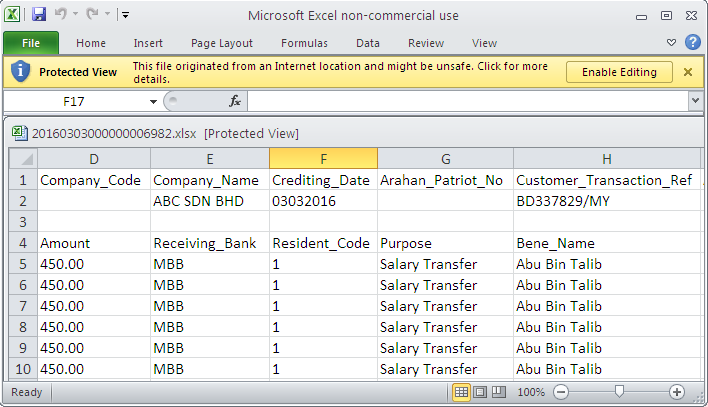 Microsoft Excel non-commercial use
File Home Insert Page Layout Formulas Data Review View
Protected View This file originated from an Internet location and might be unsafe. Click for more
details. Enable Editing
F17 fx
20160303000000006982.xlsx [Protected View]
D E F G H
1 Company_Code Company_Name Crediting_Date Arahan_Patriot_No Customer_Transaction_Ref
2 ABC SDN BHD 03032016 BD337829/MY
3
4 Amount Receiving_Bank Resident_Code Purpose Bene_Name
5 450.00 MBB 1 Salary Transfer Abu Bin Talib
6 450.00 MBB 1 Salary Transfer Abu Bin Talib
7 450.00 MBB 1 Salary Transfer Abu Bin Talib
8 450.00 MBB 1 Salary Transfer Abu Bin Talib
9 450.00 MBB 1 Salary Transfer Abu Bin Talib
10 450.00 MBB 1 Salary Transfer Abu Bin Talib
Ready 100%